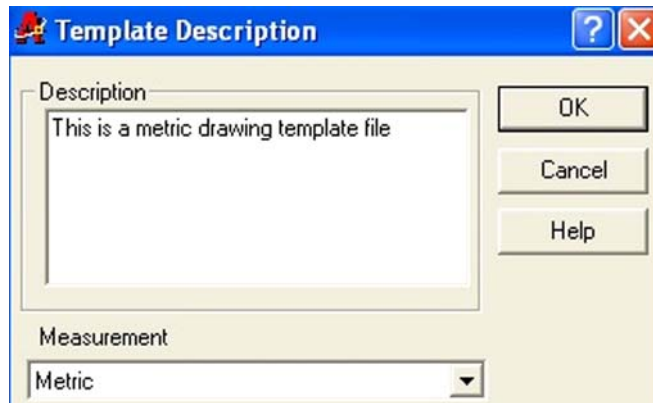 Template Description
?
Description
This is a metric drawing template file
OK
Cancel
Help
Measurement
Metric